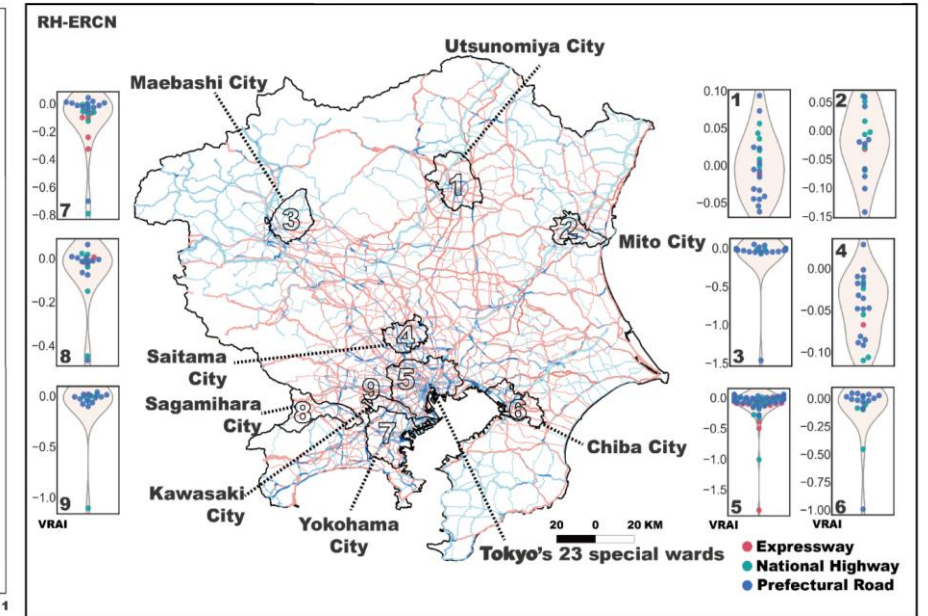 RH-ERCN
Utsunomiya City
Maebashi City
0.0
−0.2
−0.4
−0.6
−0.8
7
0.10
0.05
0.00
−0.05
1
0.05
0.00
−0.05
−0.10
−0.15
2
1
3
2
Mito City
0.0
−0.2
−0.4
8
0.0
−0.5
−1.0
−1.5
3
0.00
−0.05
−0.10
4
4
Saitama
City
5
9
Sagamihara
City
8
6
7
Chiba City
0.0
−0.5
−1.0
9
VRAI
Kawasaki
City
Yokohama
City
20 0 20 KM
Tokyo's 23 special wards
0.0
−0.5
−1.0
−1.5
5
VRAI
0.00
−0.25
−0.50
−0.75
−1.00
6
VRAI
Expressway
National Highway
Prefectural Road
1